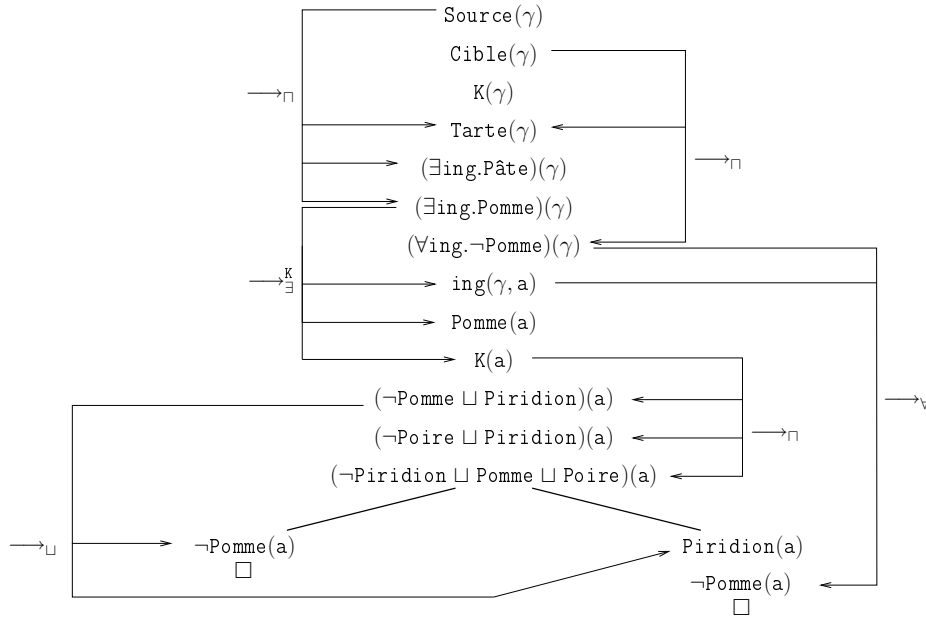 Source(γ)
Cible(γ)
⟶⊓ K(γ)
Tarte(γ)
⟶⊓
(∃ing.Pâte)(γ)
(∃ing.Pomme)(γ)
(∀ing.¬Pomme)(γ)
⟶∃K ing(γ,a)
Pomme(a)
K(a)
(¬Pomme ⊔ Piridion)(a) ⟶∀
(¬Poire ⊔ Piridion)(a) ⟶⊓
(¬Piridion ⊔ Pomme ⊔ Poire)(a)
⟶⊔ ¬Pomme(a) Piridion(a)
□ ¬Pomme(a)
□